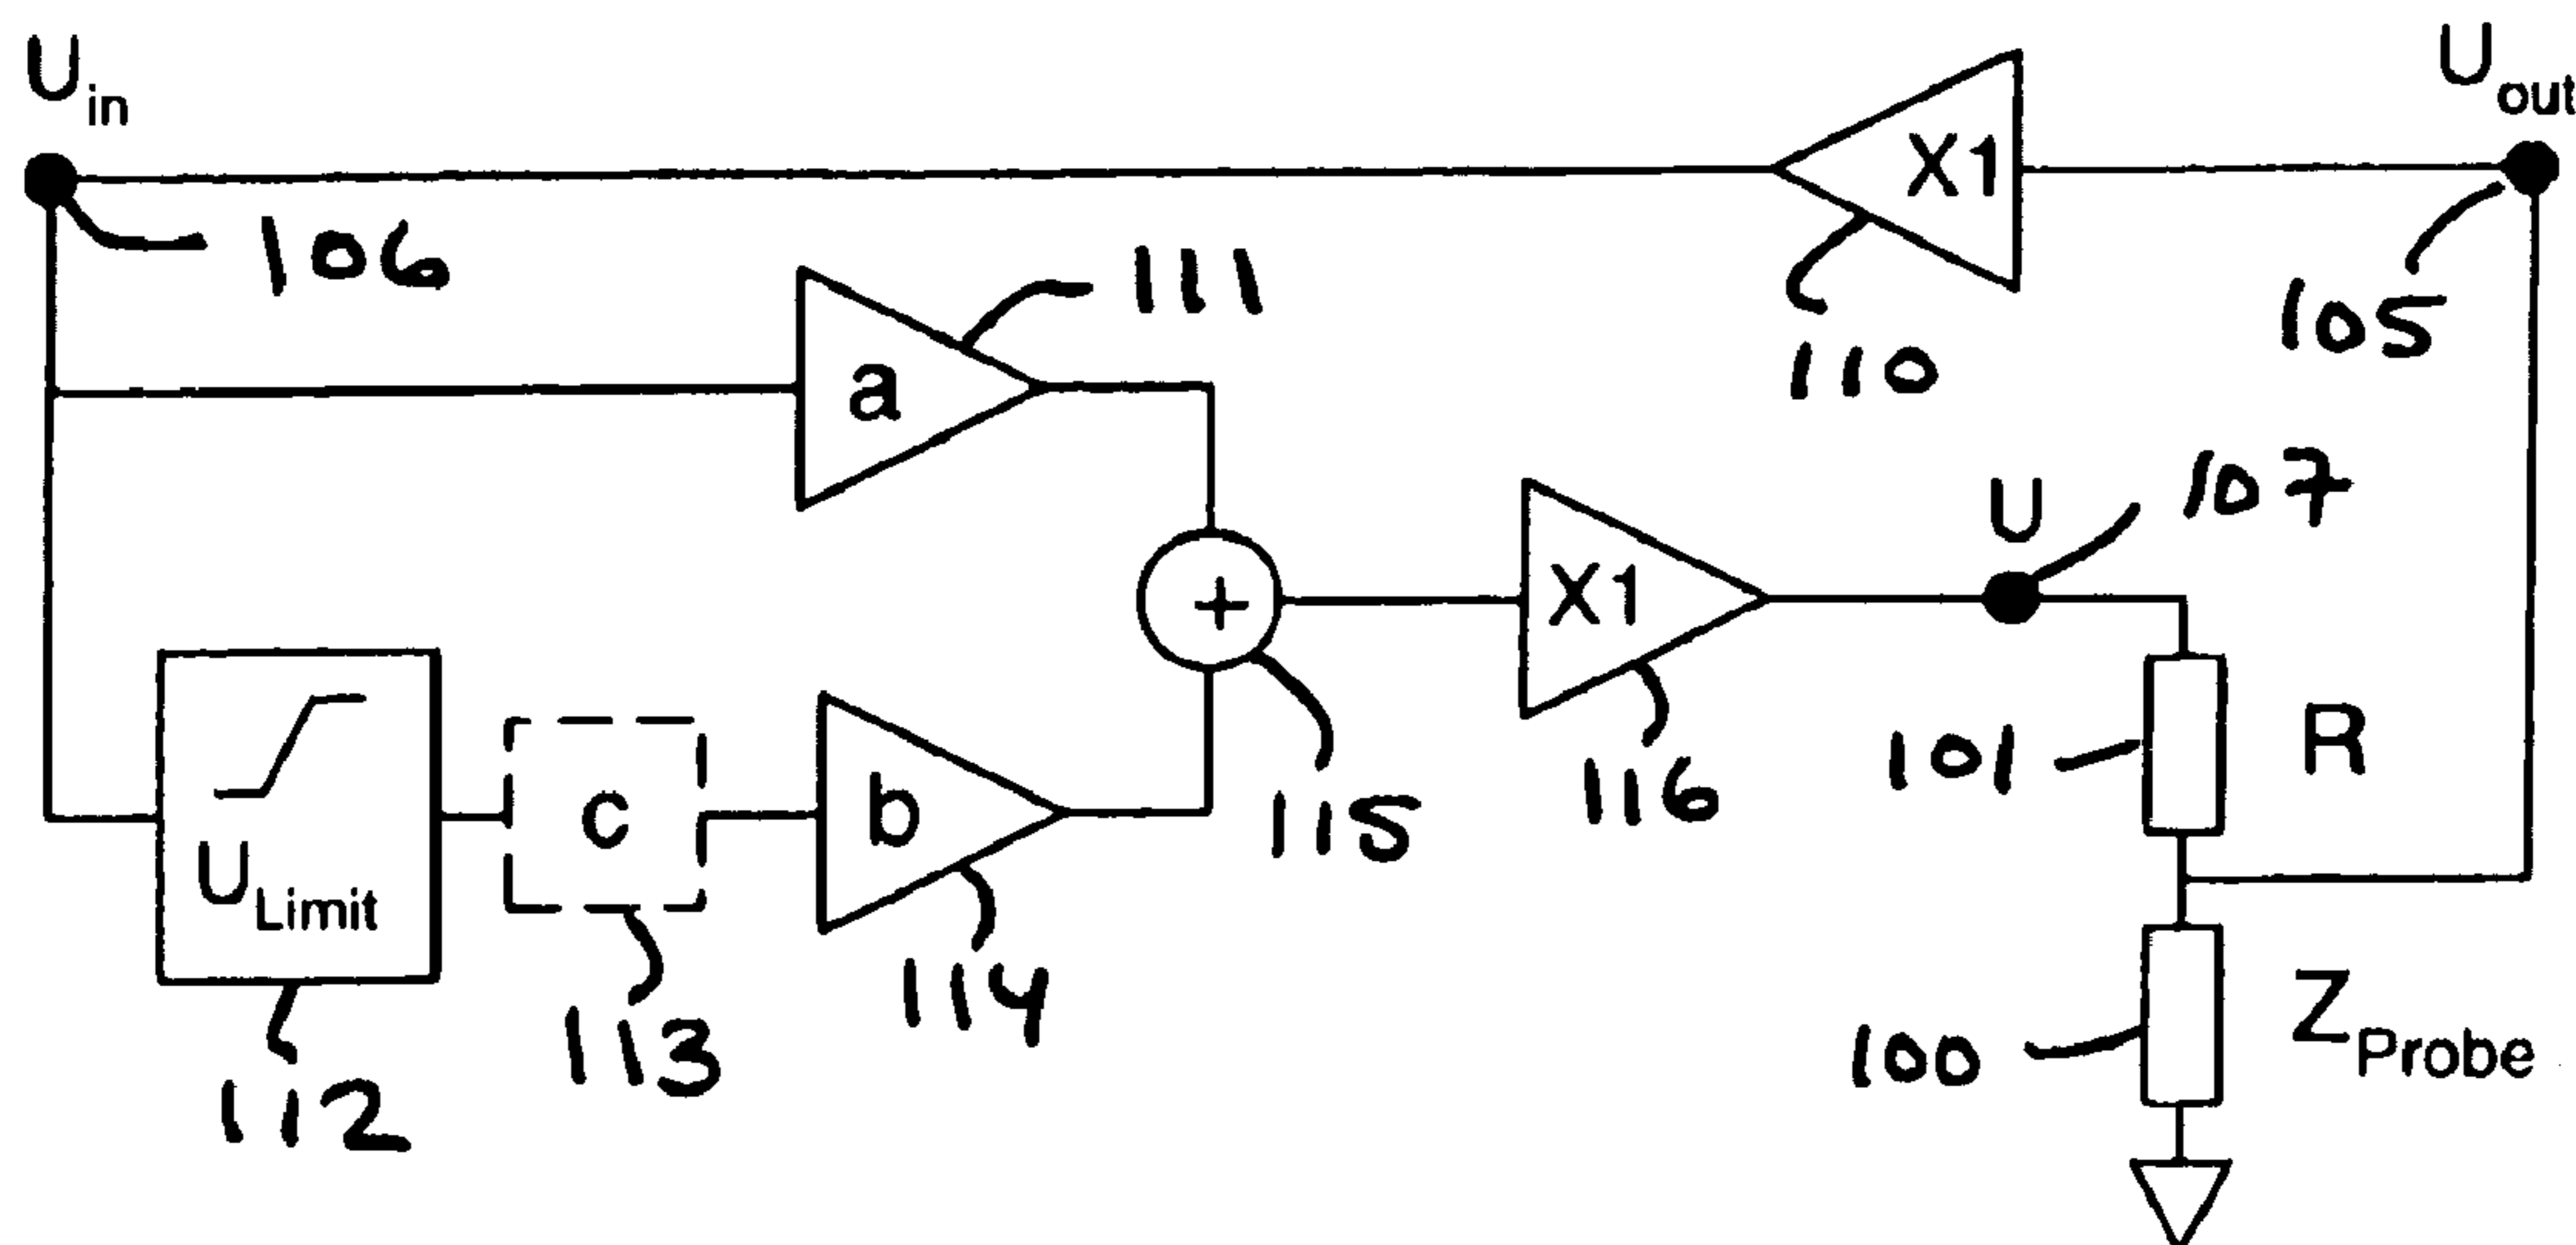 U_in
U_out
X1
106
111
110
105
a
U
107
X1
+
115
116
101
R
U_Limit
c
b
112
113
114
100
Z_Probe